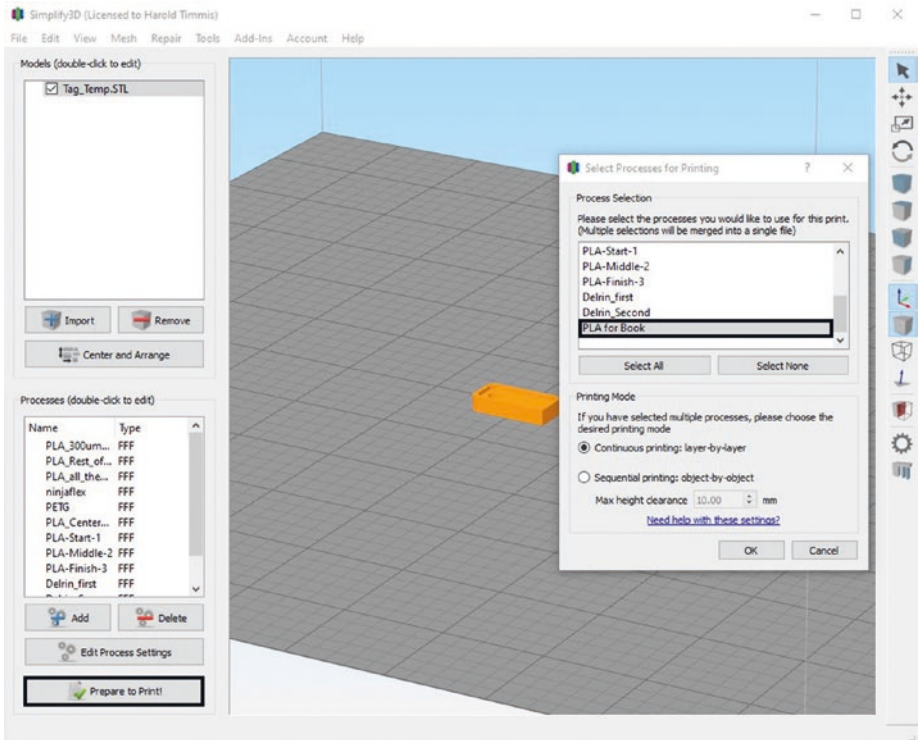 Simplify3D (Licensed to Harold Timmis)
File Edit View Mesh Repair Tools Add-Ins Account Help
Models (double-click to edit)
Tag_Temp.STL
Import Remove
Center and Arrange
Processes (double-click to edit)
Name Type
PLA_300um... FFF
PLA_Rest_of... FFF
PLA_all_the... FFF
ninjaflex FFF
PETG FFF
PLA_Center... FFF
PLA-Start-1 FFF
PLA-Middle-2 FFF
PLA-Finish-3 FFF
Delrin_first FFF
Add Delete
Edit Process Settings
Prepare to Print!
Select Processes for Printing ?
Process Selection
Please select the processes you would like to use for this print.
(Multiple selections will be merged into a single file)
PLA-Start-1
PLA-Middle-2
PLA-Finish-3
Delrin_first
Delrin_Second
PLA for Book
Select All Select None
Printing Mode
If you have selected multiple processes, please choose the
desired printing mode
Continuous printing: layer-by-layer
Sequential printing: object-by-object
Max height clearance 10.00 mm
Need help with these settings?
OK Cancel